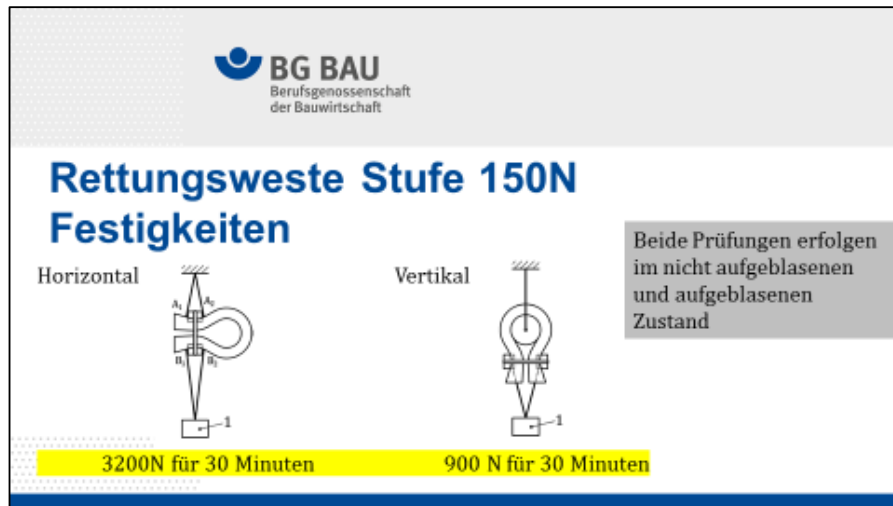 BG BAU
Berufsgenossenschaft
der Bauwirtschaft
Rettungsweste Stufe 150N
Festigkeiten
Beide Prüfungen erfolgen
im nicht aufgeblasenen
und aufgeblasenen
Zustand
Horizontal
A₁ A₂
B₁ B₂
1
3200N für 30 Minuten
Vertikal
1
900 N für 30 Minuten